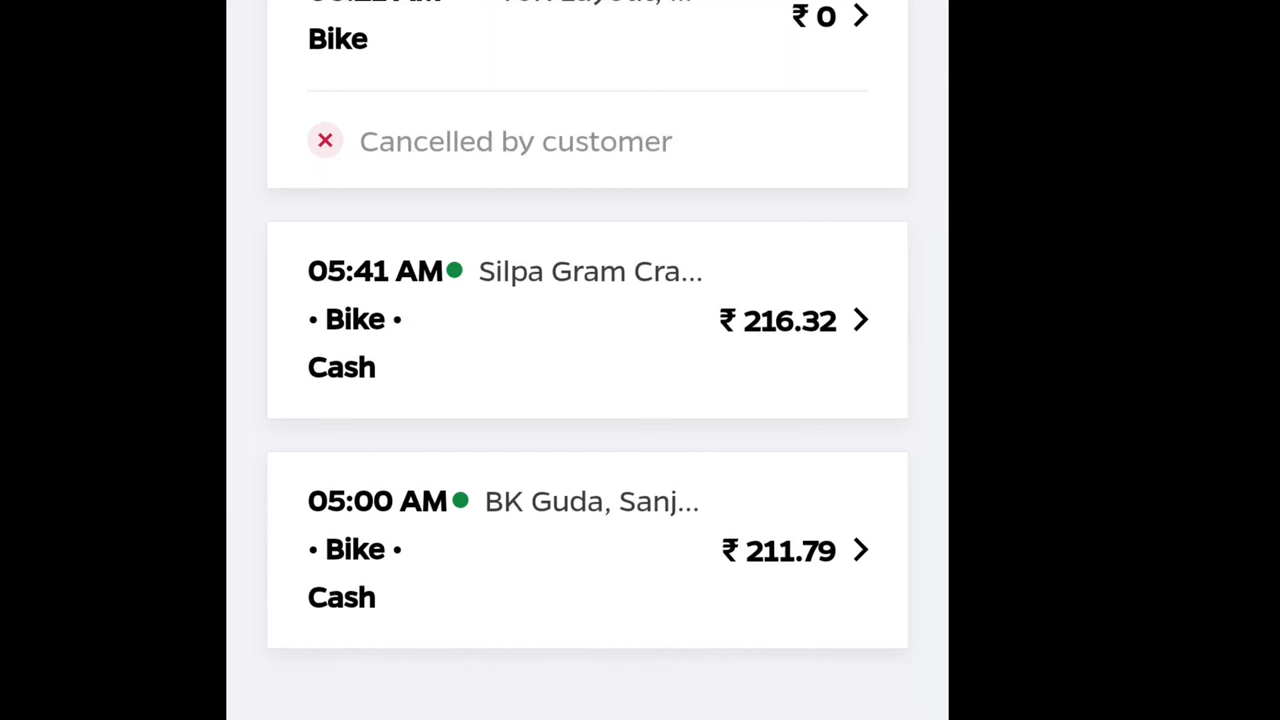 ₹ 0
Bike
Cancelled by customer
05:41 AM Silpa Gram Cra...
• Bike •
₹ 216.32
Cash
05:00 AM BK Guda, Sanj...
• Bike •
₹ 211.79
Cash